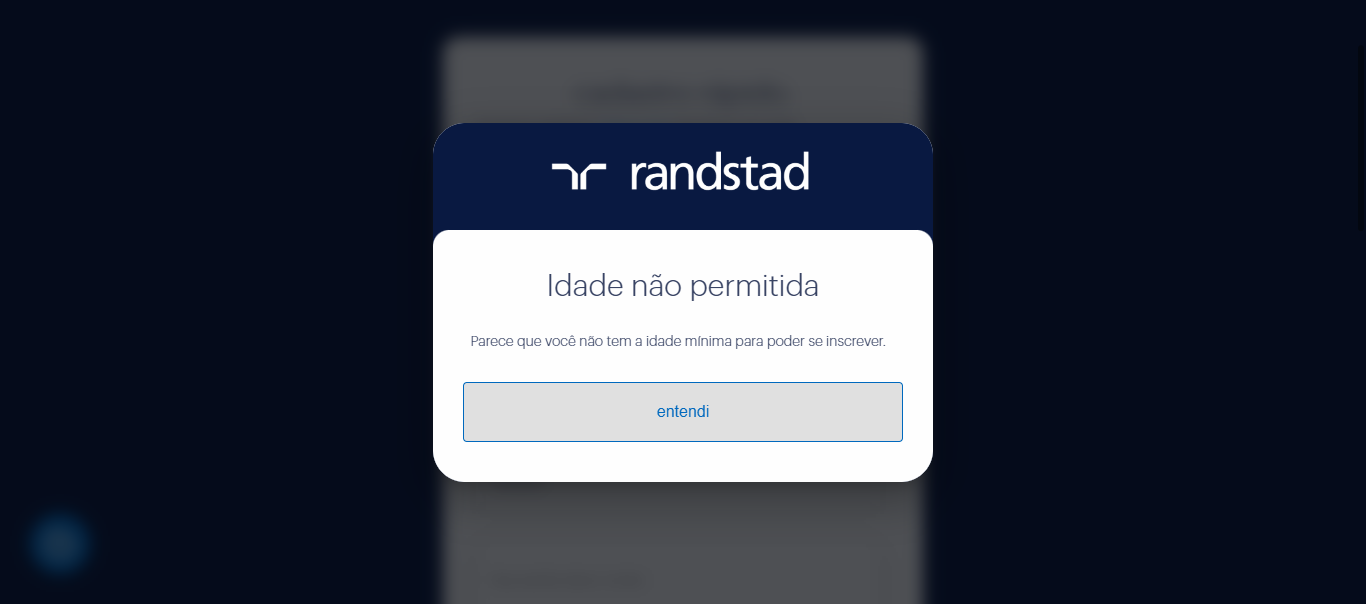 randstad
Idade não permitida
Parece que você não tem a idade mínima para poder se inscrever.
entendi